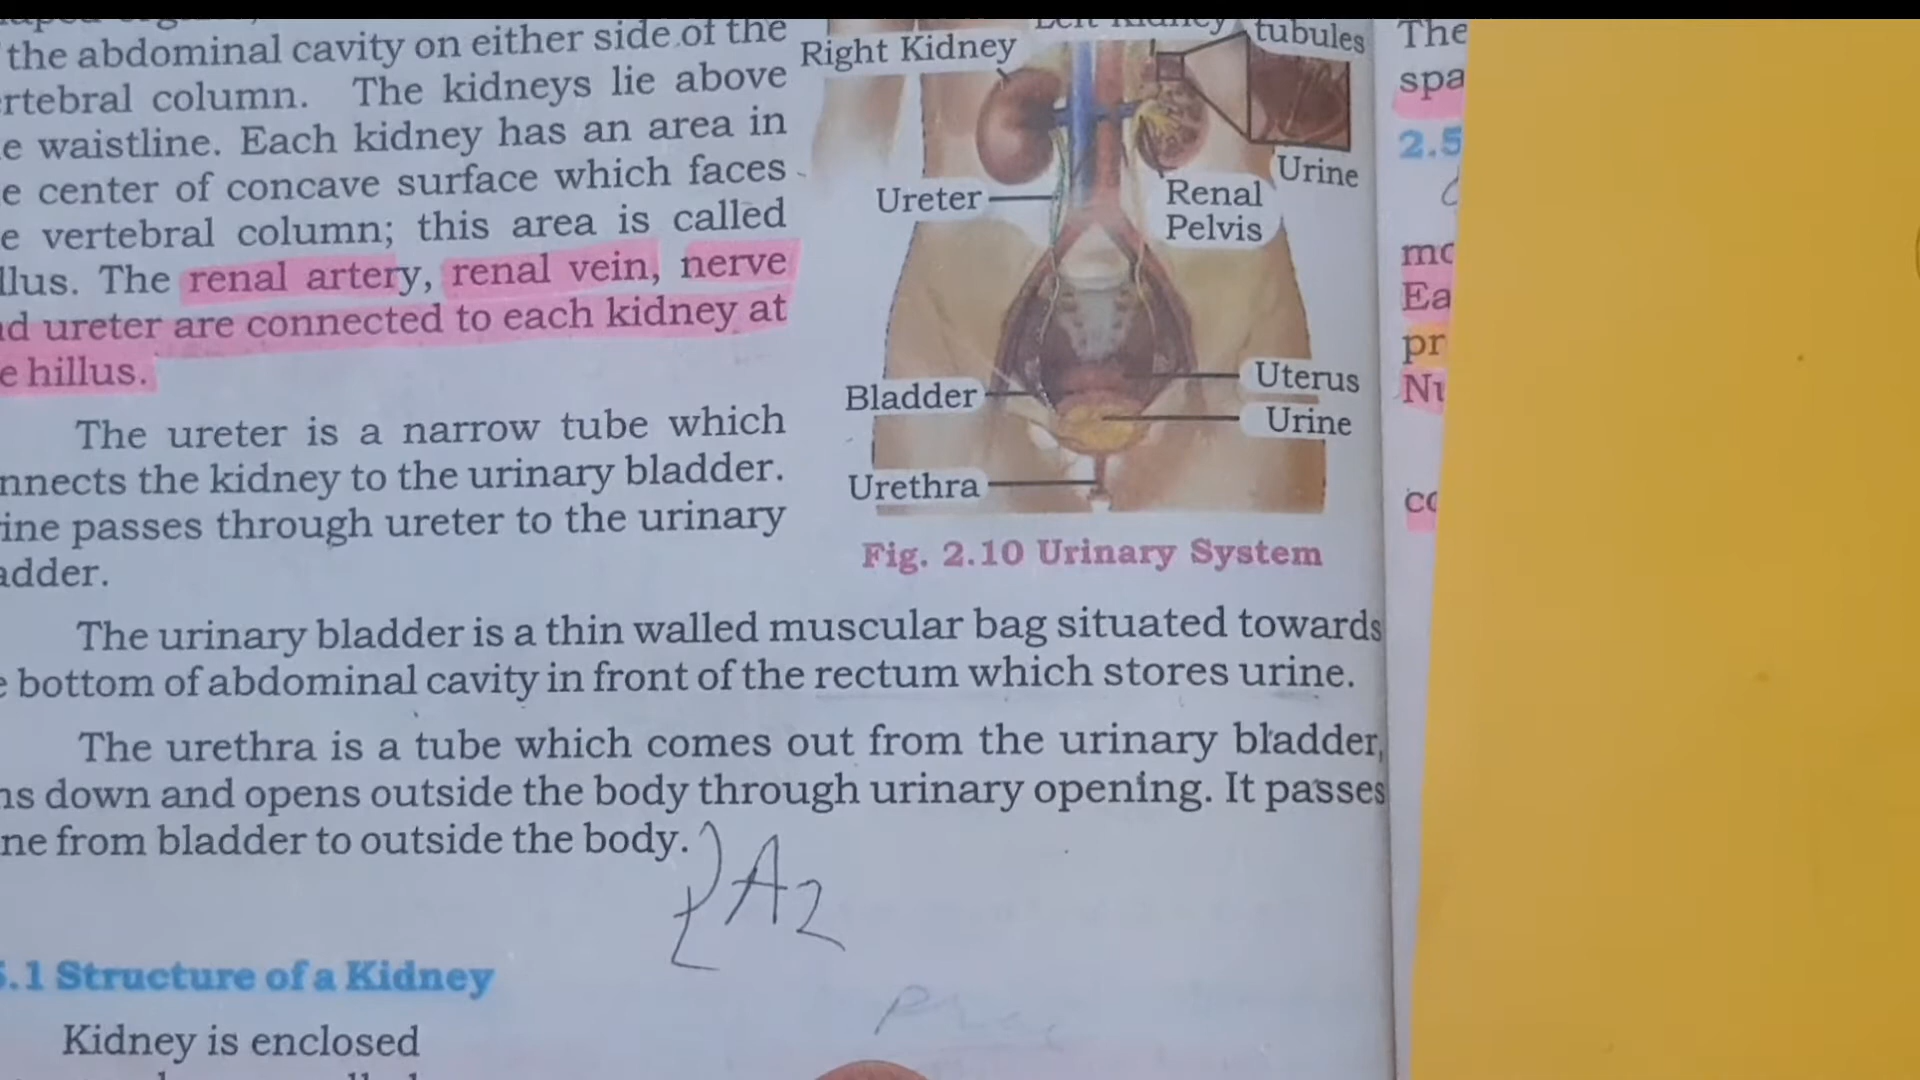 the abdominal cavity on either side of the
rtebral column. The kidneys lie above
e waistline. Each kidney has an area in
e center of concave surface which faces
e vertebral column; this area is called
llus. The renal artery, renal vein, nerve
d ureter are connected to each kidney at
e hillus.
The ureter is a narrow tube which
nnects the kidney to the urinary bladder.
ine passes through ureter to the urinary
adder.
Left Kidney
tubules
Right Kidney
Urine
Ureter
Renal
Pelvis
Uterus
Bladder
Urine
Urethra
Fig. 2.10 Urinary System
The urinary bladder is a thin walled muscular bag situated towards
e bottom of abdominal cavity in front of the rectum which stores urine.
The urethra is a tube which comes out from the urinary bladder,
ns down and opens outside the body through urinary opening. It passes
ne from bladder to outside the body.
A2
5.1 Structure of a Kidney
Kidney is enclosed
The
spa
2.5
mo
Ea
pr
Nu
co